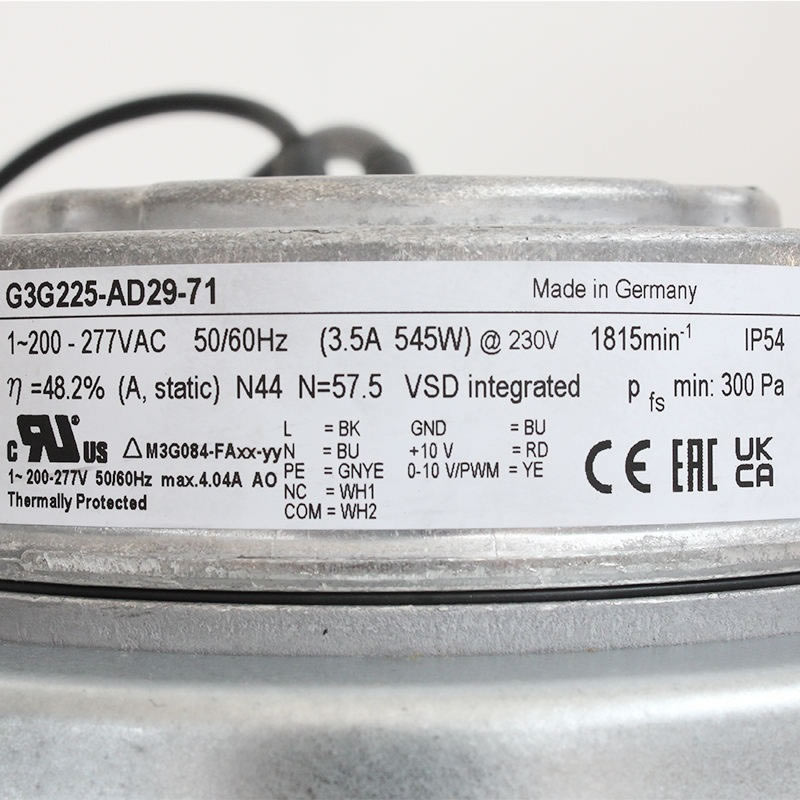 G3G225-AD29-71 Made in Germany
1~200 - 277VAC 50/60Hz (3.5A 545W) @ 230V 1815min⁻¹ IP54
η =48.2% (A, static) N44 N=57.5 VSD integrated p fs min: 300 Pa
c RU US ® △ M3G084-FAxx-yy
1~ 200-277V 50/60Hz max.4.04A AO
Thermally Protected
L = BK
N = BU
PE = GNYE
NC = WH1
COM = WH2
GND = BU
+10 V = RD
0-10 V/PWM = YE
CE EAC UK
CA